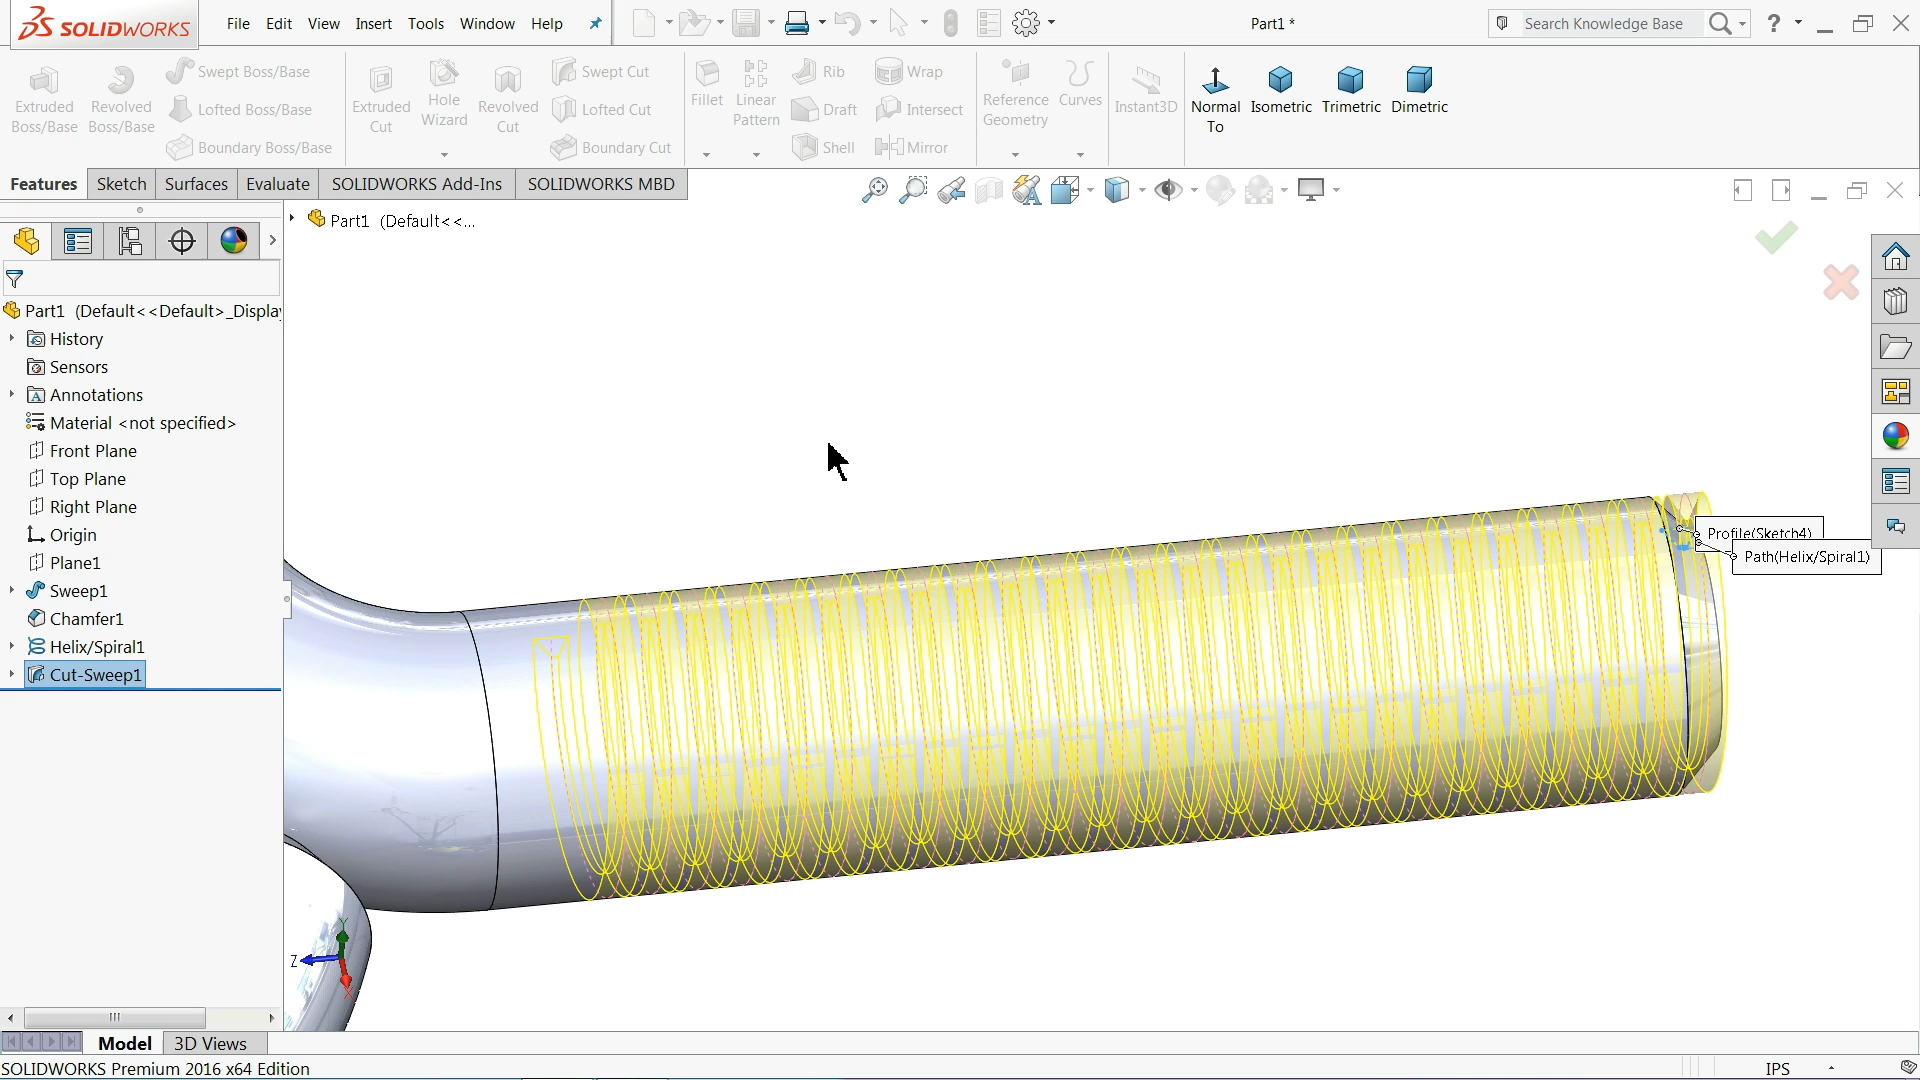 SOLIDWORKS
File Edit View Insert Tools Window Help
Part1 *
Search Knowledge Base
?
Extruded Boss/Base
Revolved Boss/Base
Swept Boss/Base
Lofted Boss/Base
Boundary Boss/Base
Extruded Cut
Hole Wizard
Revolved Cut
Swept Cut
Lofted Cut
Boundary Cut
Fillet
Linear Pattern
Rib
Draft
Shell
Wrap
Intersect
Mirror
Reference Geometry
Curves
Instant3D
Normal To
Isometric
Trimetric
Dimetric
Features Sketch Surfaces Evaluate SOLIDWORKS Add-Ins SOLIDWORKS MBD
Part1 (Default<<...
Part1 (Default<<Default>_Displa
History
Sensors
Annotations
Material <not specified>
Front Plane
Top Plane
Right Plane
Origin
Plane1
Sweep1
Chamfer1
Helix/Spiral1
Cut-Sweep1
Profile(Sketch4)
Path(Helix/Spiral1)
Y
Z
X
Model 3D Views
SOLIDWORKS Premium 2016 x64 Edition
IPS